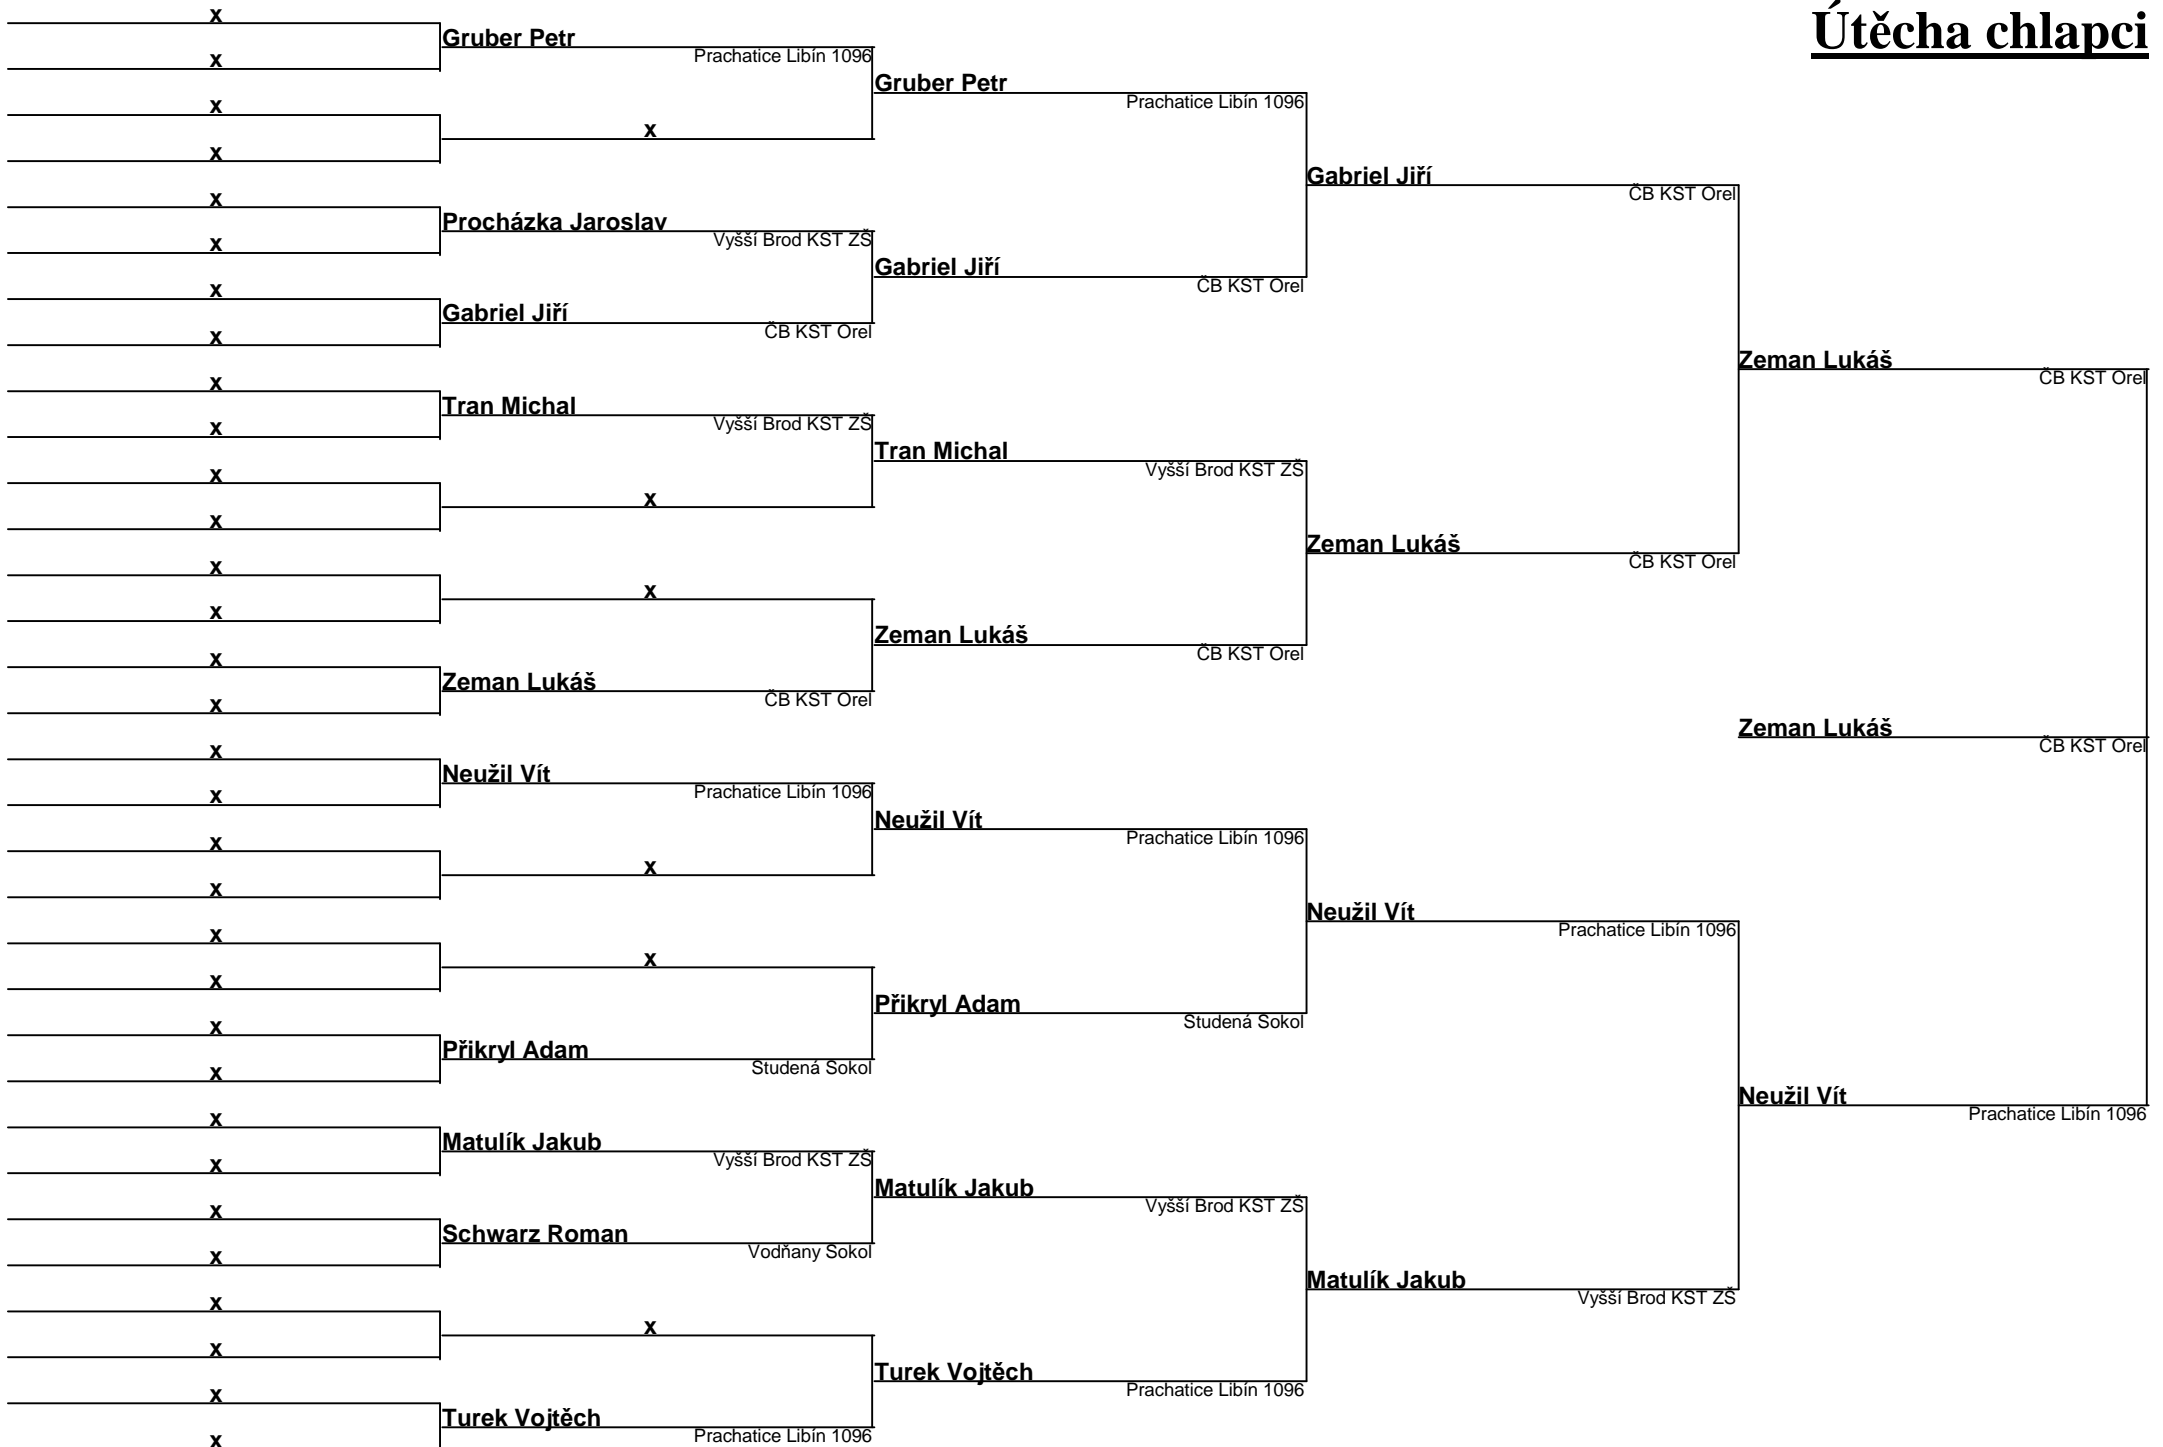 Útěcha chlapci
x
Gruber Petr
x
Prachatice Libín 1096
Gruber Petr
x
Prachatice Libín 1096
x
x
Gabriel Jiří
x
ČB KST Orel
Procházka Jaroslav
x
Vyšší Brod KST ZŠ
Gabriel Jiří
x
ČB KST Orel
Gabriel Jiří
x
ČB KST Orel
Zeman Lukáš
x
ČB KST Orel
Tran Michal
x
Vyšší Brod KST ZŠ
Tran Michal
x
Vyšší Brod KST ZŠ
x
x
Zeman Lukáš
x
ČB KST Orel
x
x
Zeman Lukáš
x
ČB KST Orel
Zeman Lukáš
x
ČB KST Orel
Zeman Lukáš
x
ČB KST Orel
Neužil Vít
x
Prachatice Libín 1096
Neužil Vít
x
Prachatice Libín 1096
x
x
Neužil Vít
x
Prachatice Libín 1096
x
x
Přikryl Adam
x
Studená Sokol
Přikryl Adam
x
Studená Sokol
Neužil Vít
x
Prachatice Libín 1096
Matulík Jakub
x
Vyšší Brod KST ZŠ
Matulík Jakub
x
Vyšší Brod KST ZŠ
Schwarz Roman
x
Vodňany Sokol
Matulík Jakub
x
Vyšší Brod KST ZŠ
x
x
Turek Vojtěch
x
Prachatice Libín 1096
Turek Vojtěch
x
Prachatice Libín 1096